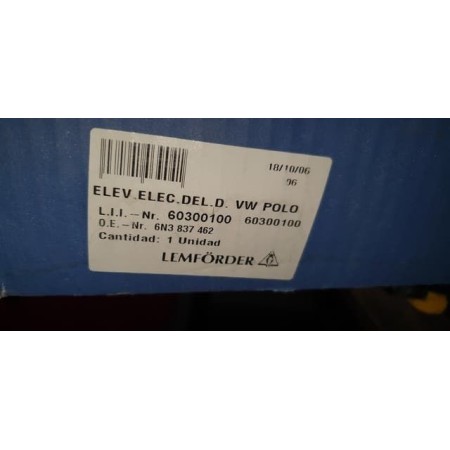 18/10/06
06
ELEV.ELEC.DEL.D. VW POLO
L.I.I.-Nr. 60300100 60300100
O.E.-Nr. 6N3 837 462
Cantidad: 1 Unidad
LEMFÖRDER